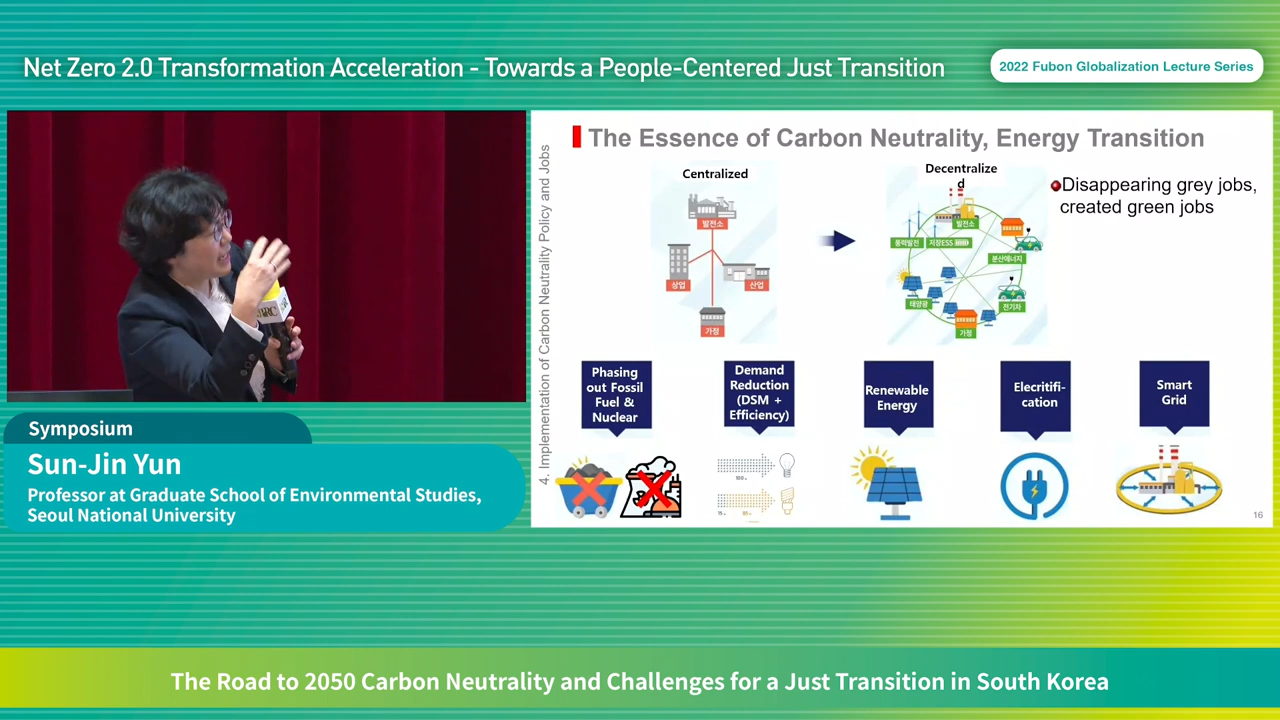 Net Zero 2.0 Transformation Acceleration - Towards a People-Centered Just Transition
2022 Fubon Globalization Lecture Series
4. Implementation of Carbon Neutrality Policy and Jobs
The Essence of Carbon Neutrality, Energy Transition
Centralized
발전소
상업
산업
가정
Decentralize
d
발전소
풍력발전
저장ESS
분산에너지
태양광
전기차
가정
Disappearing grey jobs,
created green jobs
Phasing
out Fossil
Fuel &
Nuclear
Demand
Reduction
(DSM +
Efficiency)
Renewable
Energy
Elecritifi-
cation
Smart
Grid
16
Symposium
Sun-Jin Yun
Professor at Graduate School of Environmental Studies,
Seoul National University
The Road to 2050 Carbon Neutrality and Challenges for a Just Transition in South Korea